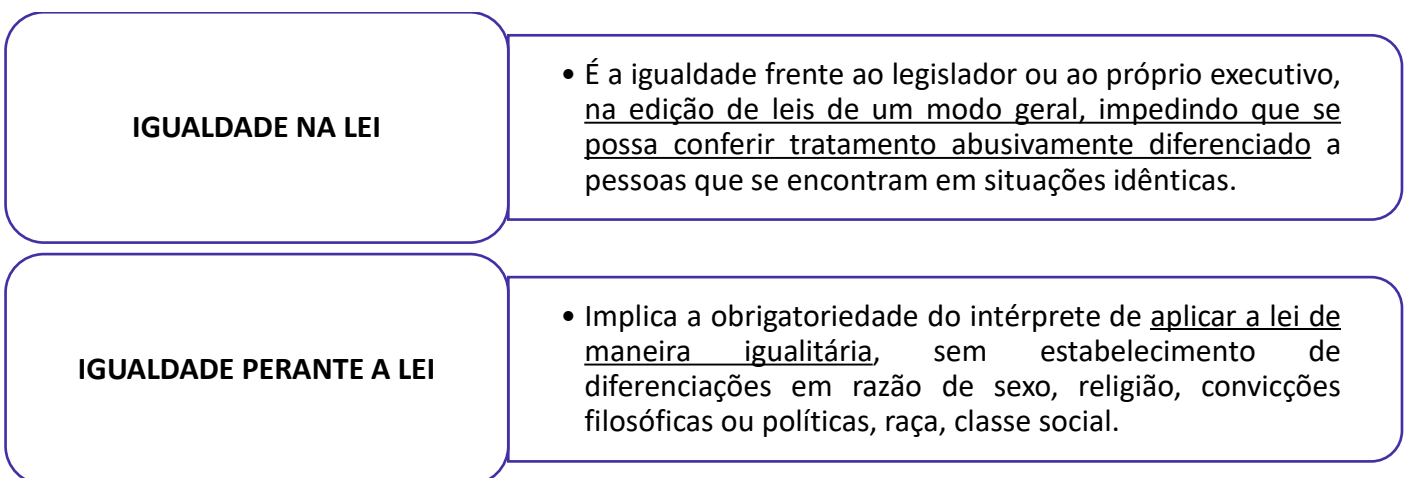 IGUALDADE NA LEI
• É a igualdade frente ao legislador ou ao próprio executivo,
na edição de leis de um modo geral, impedindo que se
possa conferir tratamento abusivamente diferenciado a
pessoas que se encontram em situações idênticas.
IGUALDADE PERANTE A LEI
• Implica a obrigatoriedade do intérprete de aplicar a lei de
maneira igualitária, sem estabelecimento de
diferenciações em razão de sexo, religião, convicções
filosóficas ou políticas, raça, classe social.